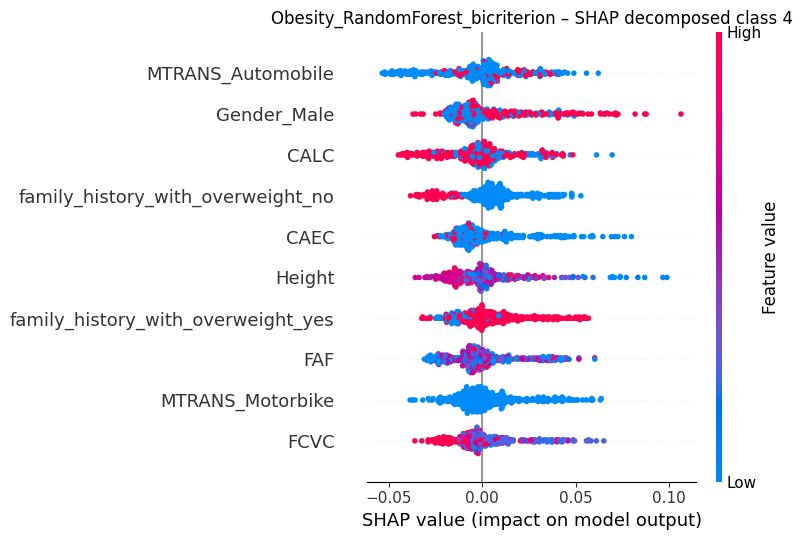 Obesity_RandomForest_bicriterion – SHAP decomposed class 4
High
MTRANS_Automobile
Gender_Male
CALC
family_history_with_overweight_no
CAEC
Height
family_history_with_overweight_yes
FAF
MTRANS_Motorbike
FCVC
Feature value
Low
−0.05 0.00 0.05 0.10
SHAP value (impact on model output)